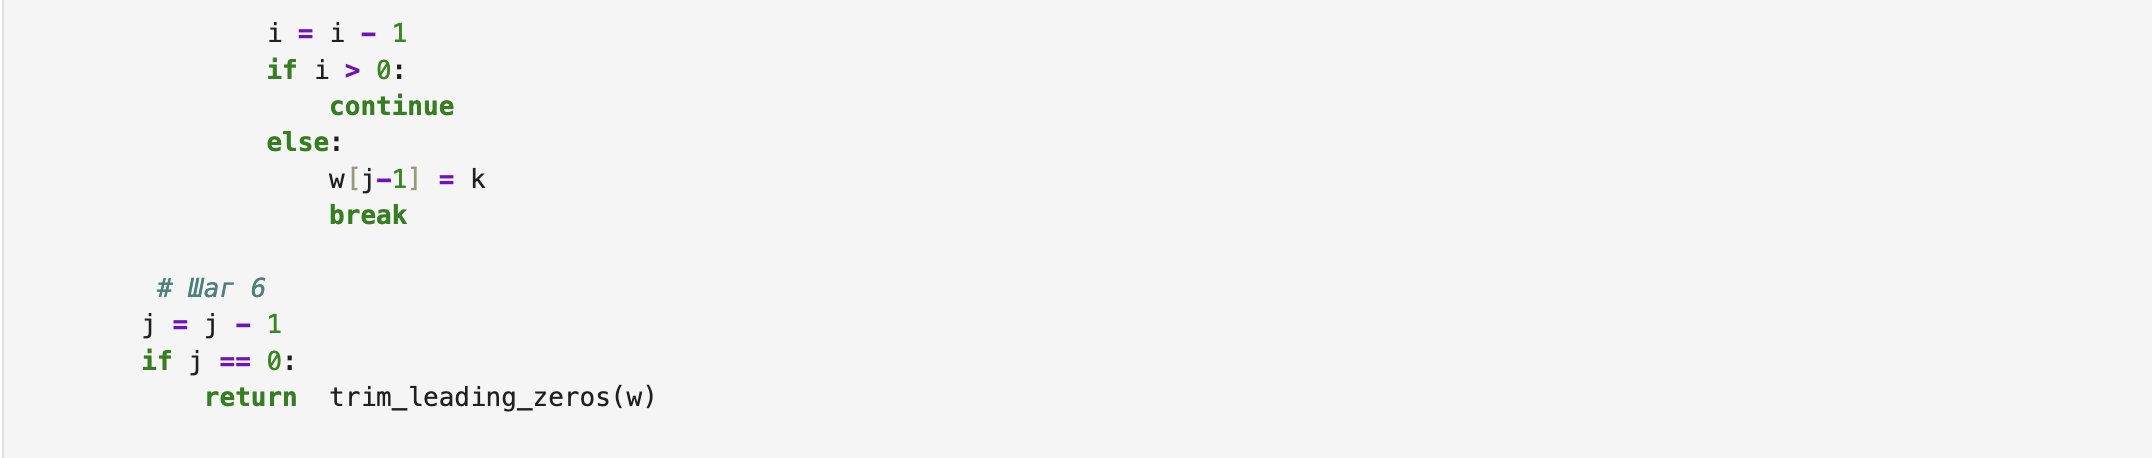 i = i - 1
if i > 0:
continue
else:
w[j-1] = k
break
# Шаг 6
j = j - 1
if j == 0:
return  trim_leading_zeros(w)